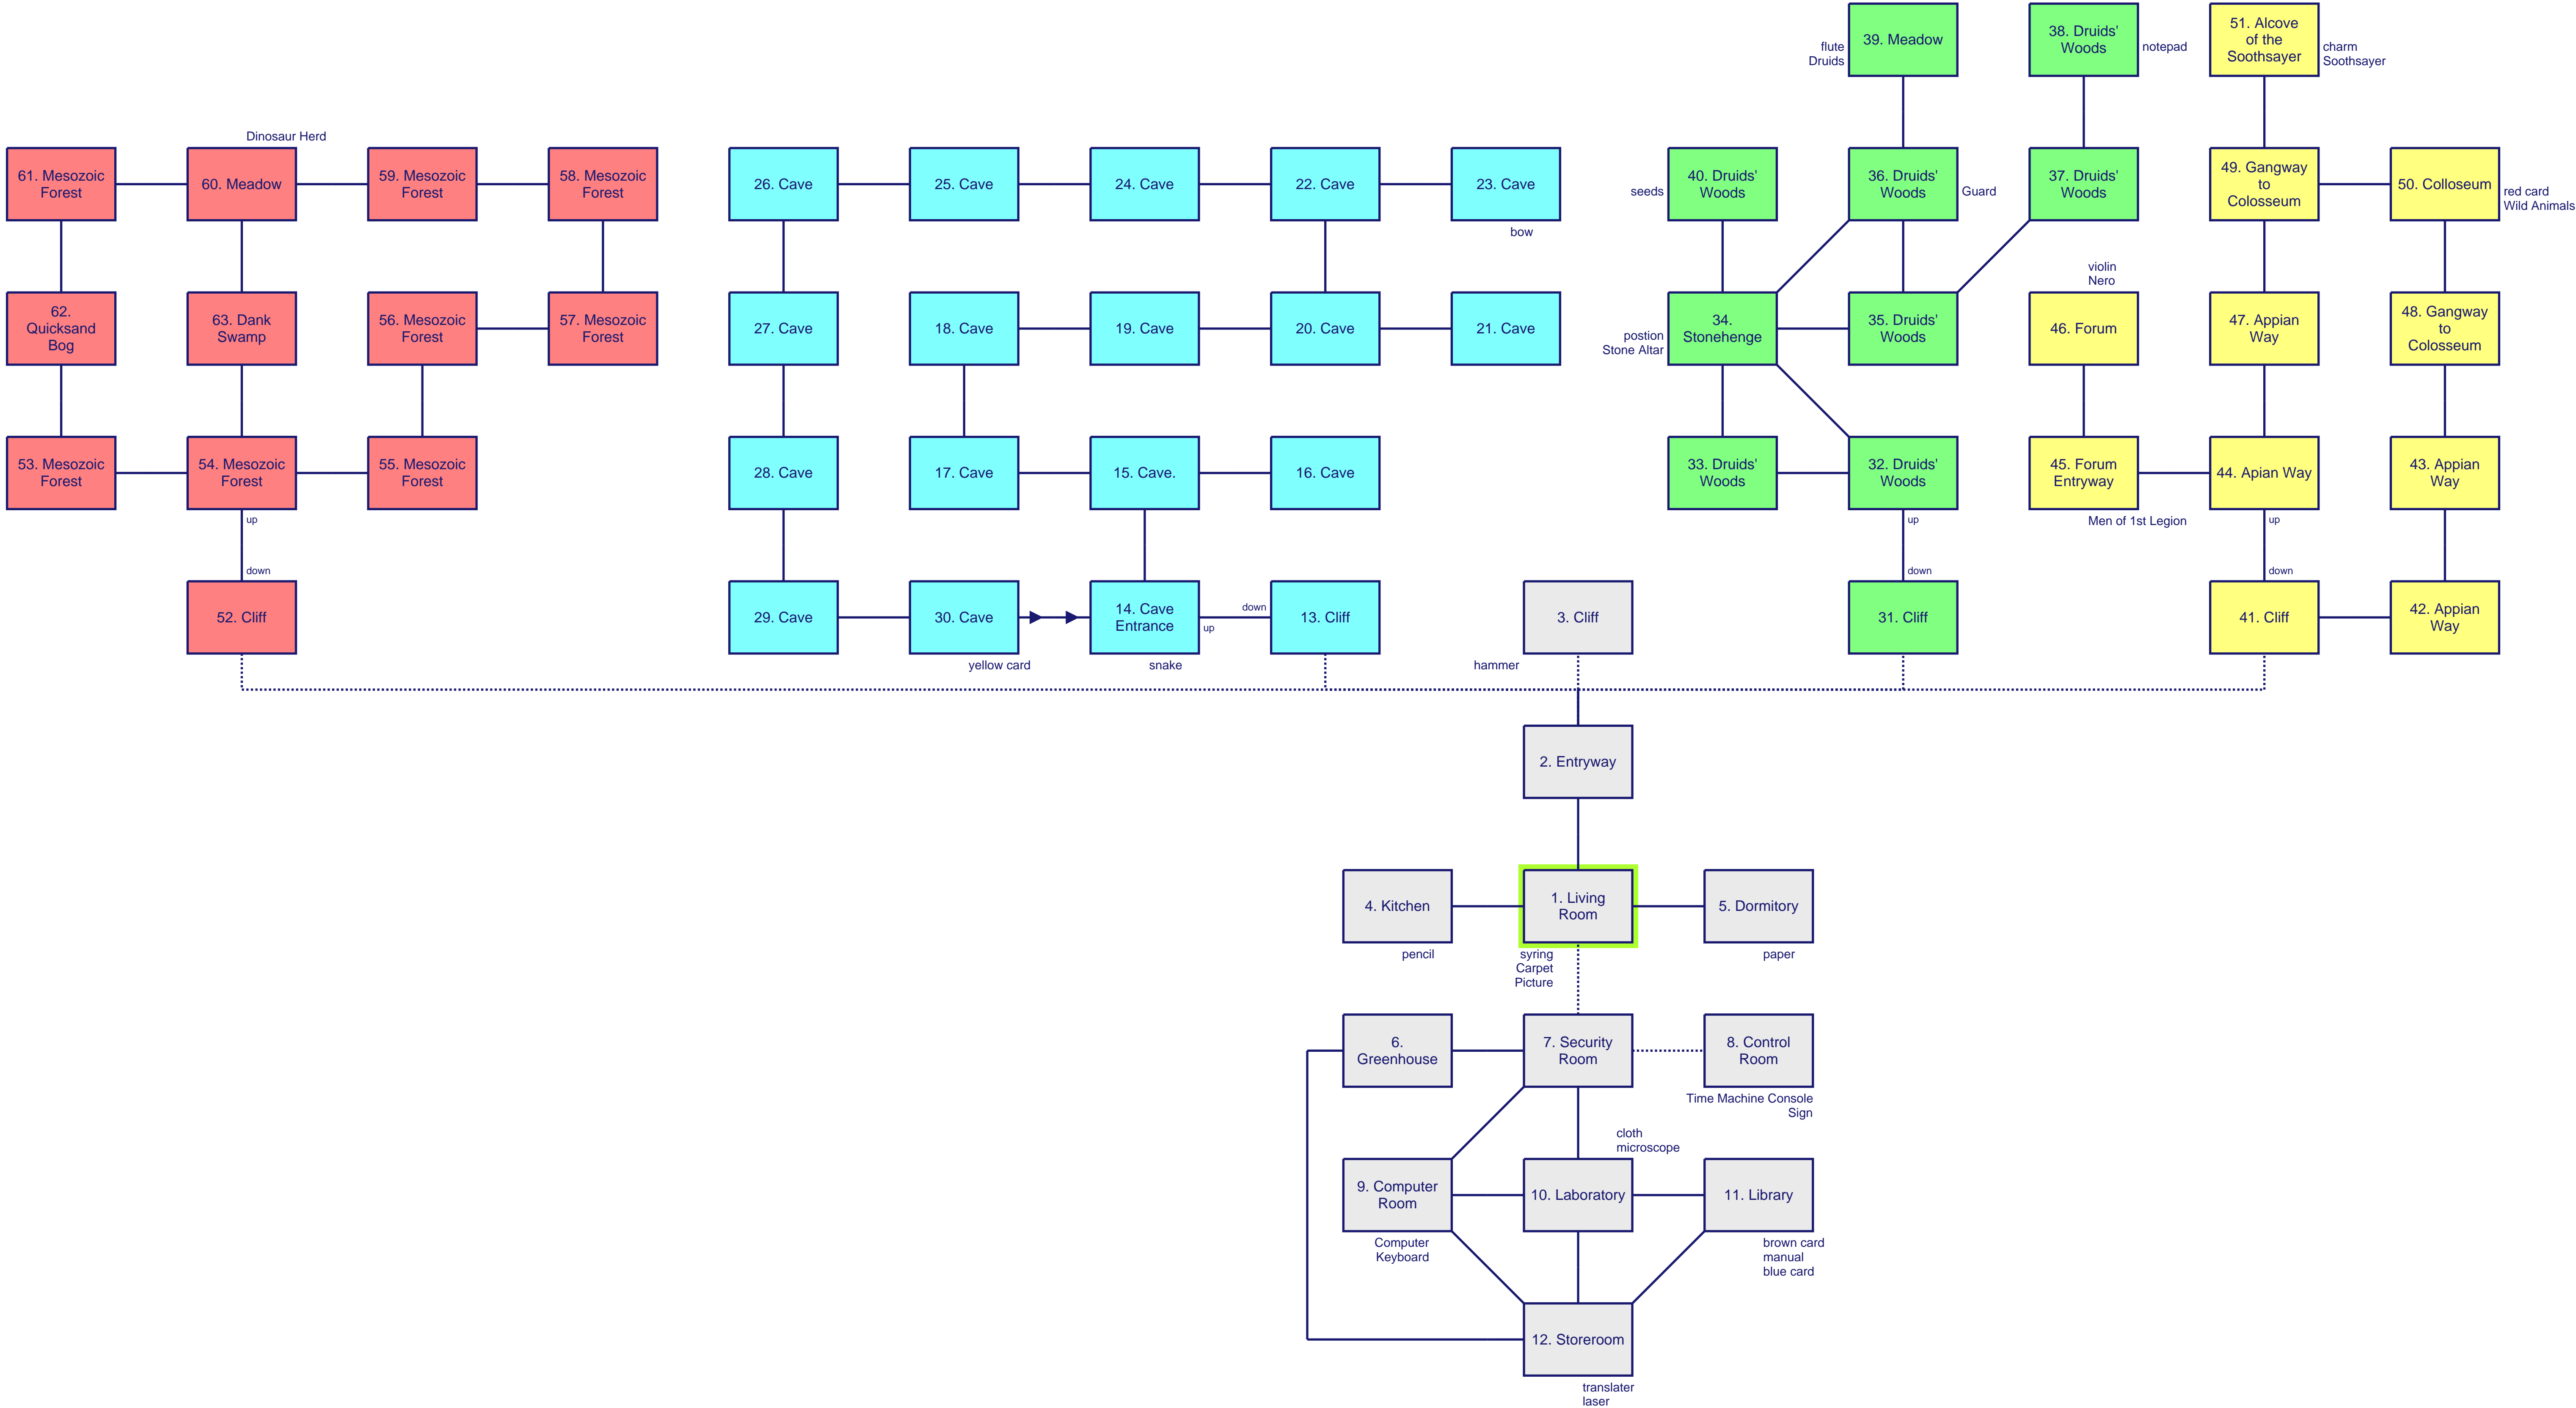 39. Meadow
flute
Druids
38. Druids'
Woods
notepad
51. Alcove
of the
Soothsayer
charm
Soothsayer
Dinosaur Herd
61. Mesozoic
Forest
60. Meadow
59. Mesozoic
Forest
58. Mesozoic
Forest
26. Cave
25. Cave
24. Cave
22. Cave
23. Cave
bow
40. Druids'
Woods
seeds
36. Druids'
Woods
Guard
37. Druids'
Woods
49. Gangway
to
Colosseum
50. Colloseum
red card
Wild Animals
62.
Quicksand
Bog
63. Dank
Swamp
56. Mesozoic
Forest
57. Mesozoic
Forest
27. Cave
18. Cave
19. Cave
20. Cave
21. Cave
34.
Stonehenge
postion
Stone Altar
35. Druids'
Woods
violin
Nero
46. Forum
47. Appian
Way
48. Gangway
to
Colosseum
53. Mesozoic
Forest
54. Mesozoic
Forest
up
55. Mesozoic
Forest
28. Cave
17. Cave
15. Cave.
16. Cave
33. Druids'
Woods
32. Druids'
Woods
up
45. Forum
Entryway
Men of 1st Legion
44. Apian Way
up
43. Appian
Way
down
52. Cliff
29. Cave
30. Cave
yellow card
14. Cave
Entrance
snake
up
down
13. Cliff
3. Cliff
hammer
down
31. Cliff
down
41. Cliff
42. Appian
Way
2. Entryway
4. Kitchen
pencil
1. Living
Room
syring
Carpet
Picture
5. Dormitory
paper
6.
Greenhouse
7. Security
Room
8. Control
Room
Time Machine Console
Sign
cloth
microscope
9. Computer
Room
Computer
Keyboard
10. Laboratory
11. Library
brown card
manual
blue card
12. Storeroom
translater
laser